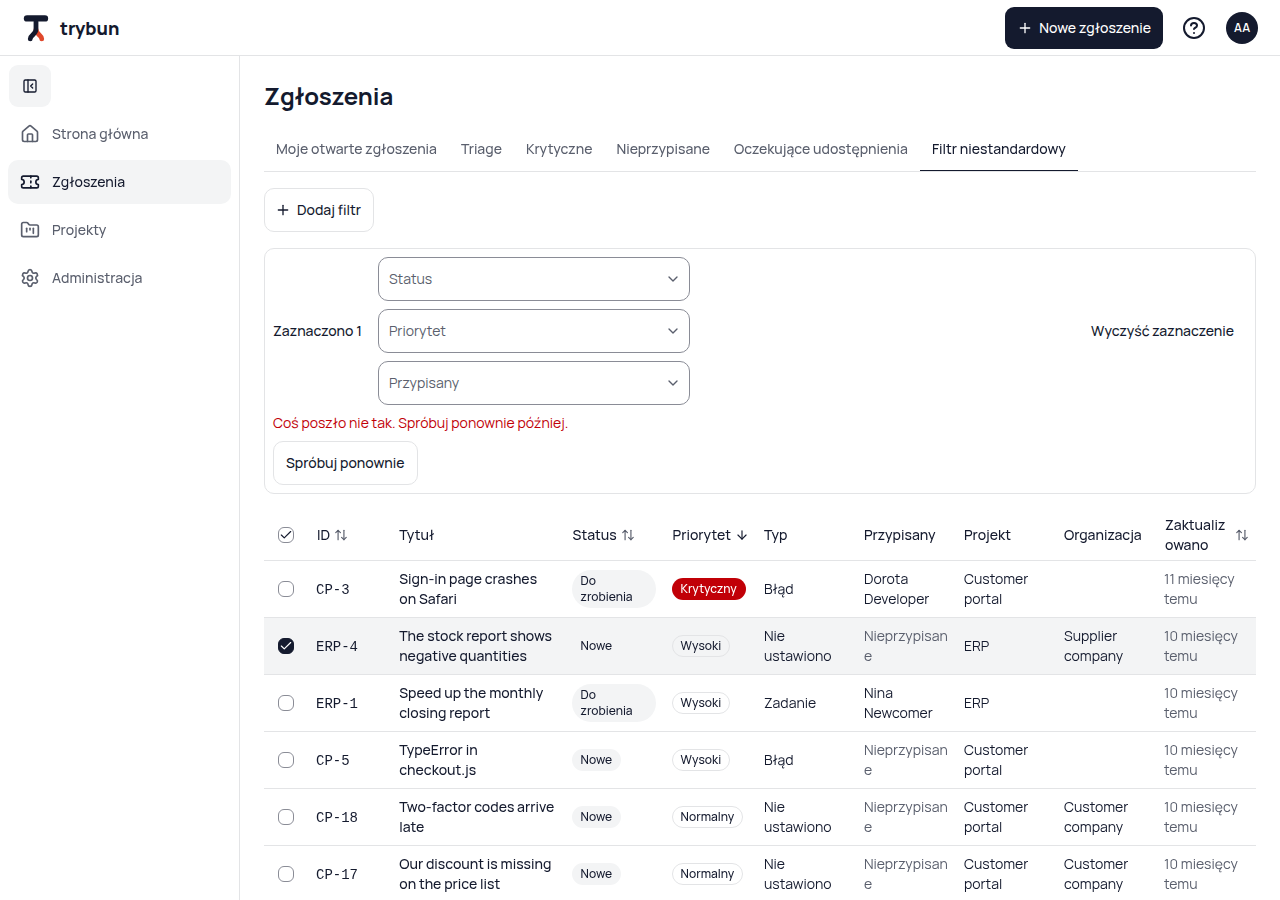 trybun
Nowe zgłoszenie
AA
Strona główna
Zgłoszenia
Projekty
Administracja
Zgłoszenia
Moje otwarte zgłoszenia
Triage
Krytyczne
Nieprzypisane
Oczekujące udostępnienia
Filtr niestandardowy
Dodaj filtr
Zaznaczono 1
Status
Priorytet
Przypisany
Wyczyść zaznaczenie
Coś poszło nie tak. Spróbuj ponownie później.
Spróbuj ponownie
ID Tytuł Status Priorytet Typ Przypisany Projekt Organizacja Zaktualiz
owano
CP-3 Sign-in page crashes Do Krytyczny Błąd Dorota Customer 11 miesięcy
on Safari zrobienia Developer portal temu
ERP-4 The stock report shows Nowe Wysoki Nie Nieprzypisan ERP Supplier 10 miesięcy
negative quantities ustawiono e company temu
ERP-1 Speed up the monthly Do Wysoki Zadanie Nina ERP 10 miesięcy
closing report zrobienia Newcomer temu
CP-5 TypeError in Nowe Wysoki Błąd Nieprzypisan Customer 10 miesięcy
checkout.js e portal temu
CP-18 Two-factor codes arrive Nowe Normalny Nie Nieprzypisan Customer Customer 10 miesięcy
late ustawiono e portal company temu
CP-17 Our discount is missing Nowe Normalny Nie Nieprzypisan Customer Customer 10 miesięcy
on the price list ustawiono e portal company temu